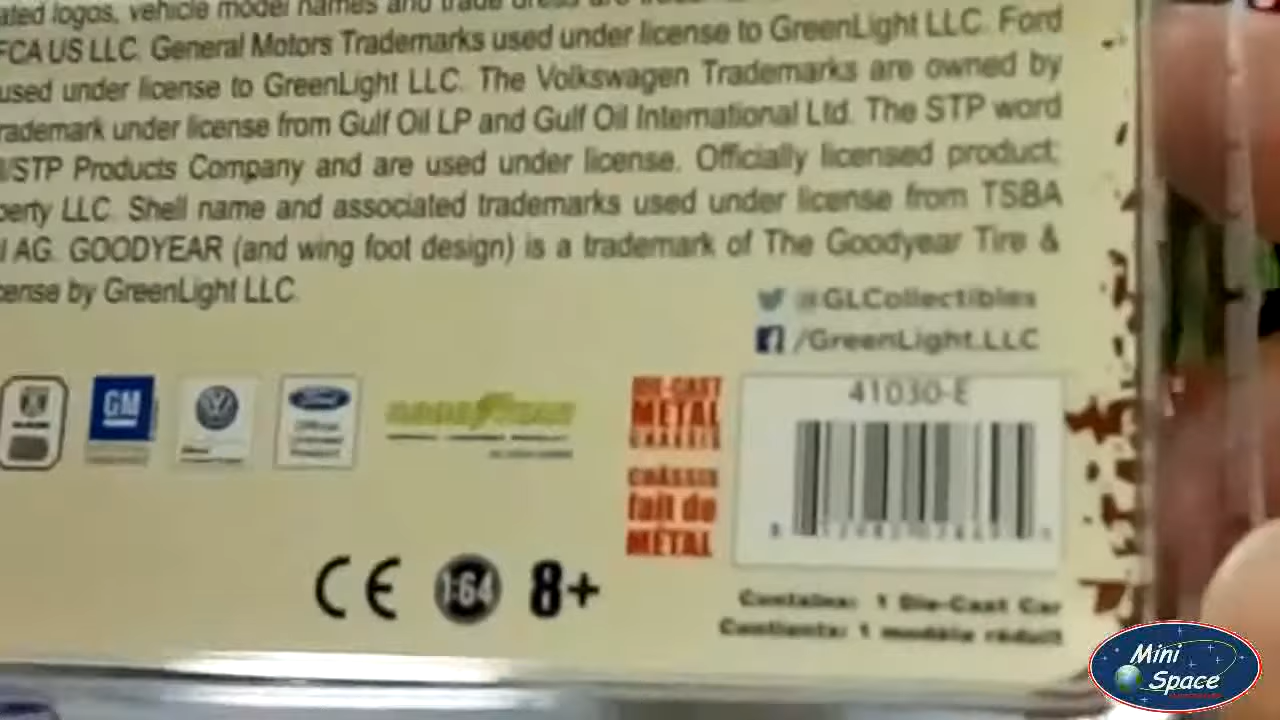 ated logos, vehicle model names and trade dress are
FCA US LLC. General Motors Trademarks used under license to GreenLight LLC. Ford
used under license to GreenLight LLC. The Volkswagen Trademarks are owned by
rademark under license from Gulf Oil LP and Gulf Oil International Ltd. The STP word
/STP Products Company and are used under license. Officially licensed product;
perty LLC. Shell name and associated trademarks used under license from TSBA
l AG. GOODYEAR (and wing foot design) is a trademark of The Goodyear Tire &
cense by GreenLight LLC.
@GLCollectibles
/GreenLight.LLC
GM
Ford
GOODYEAR
DIE-CAST
METAL
CHASSIS
CHÂSSIS
fait de
MÉTAL
41030-E
CE 1:64 8+
Contains: 1 Die-Cast Car
Contients: 1 modèle réduit
Mini
Space